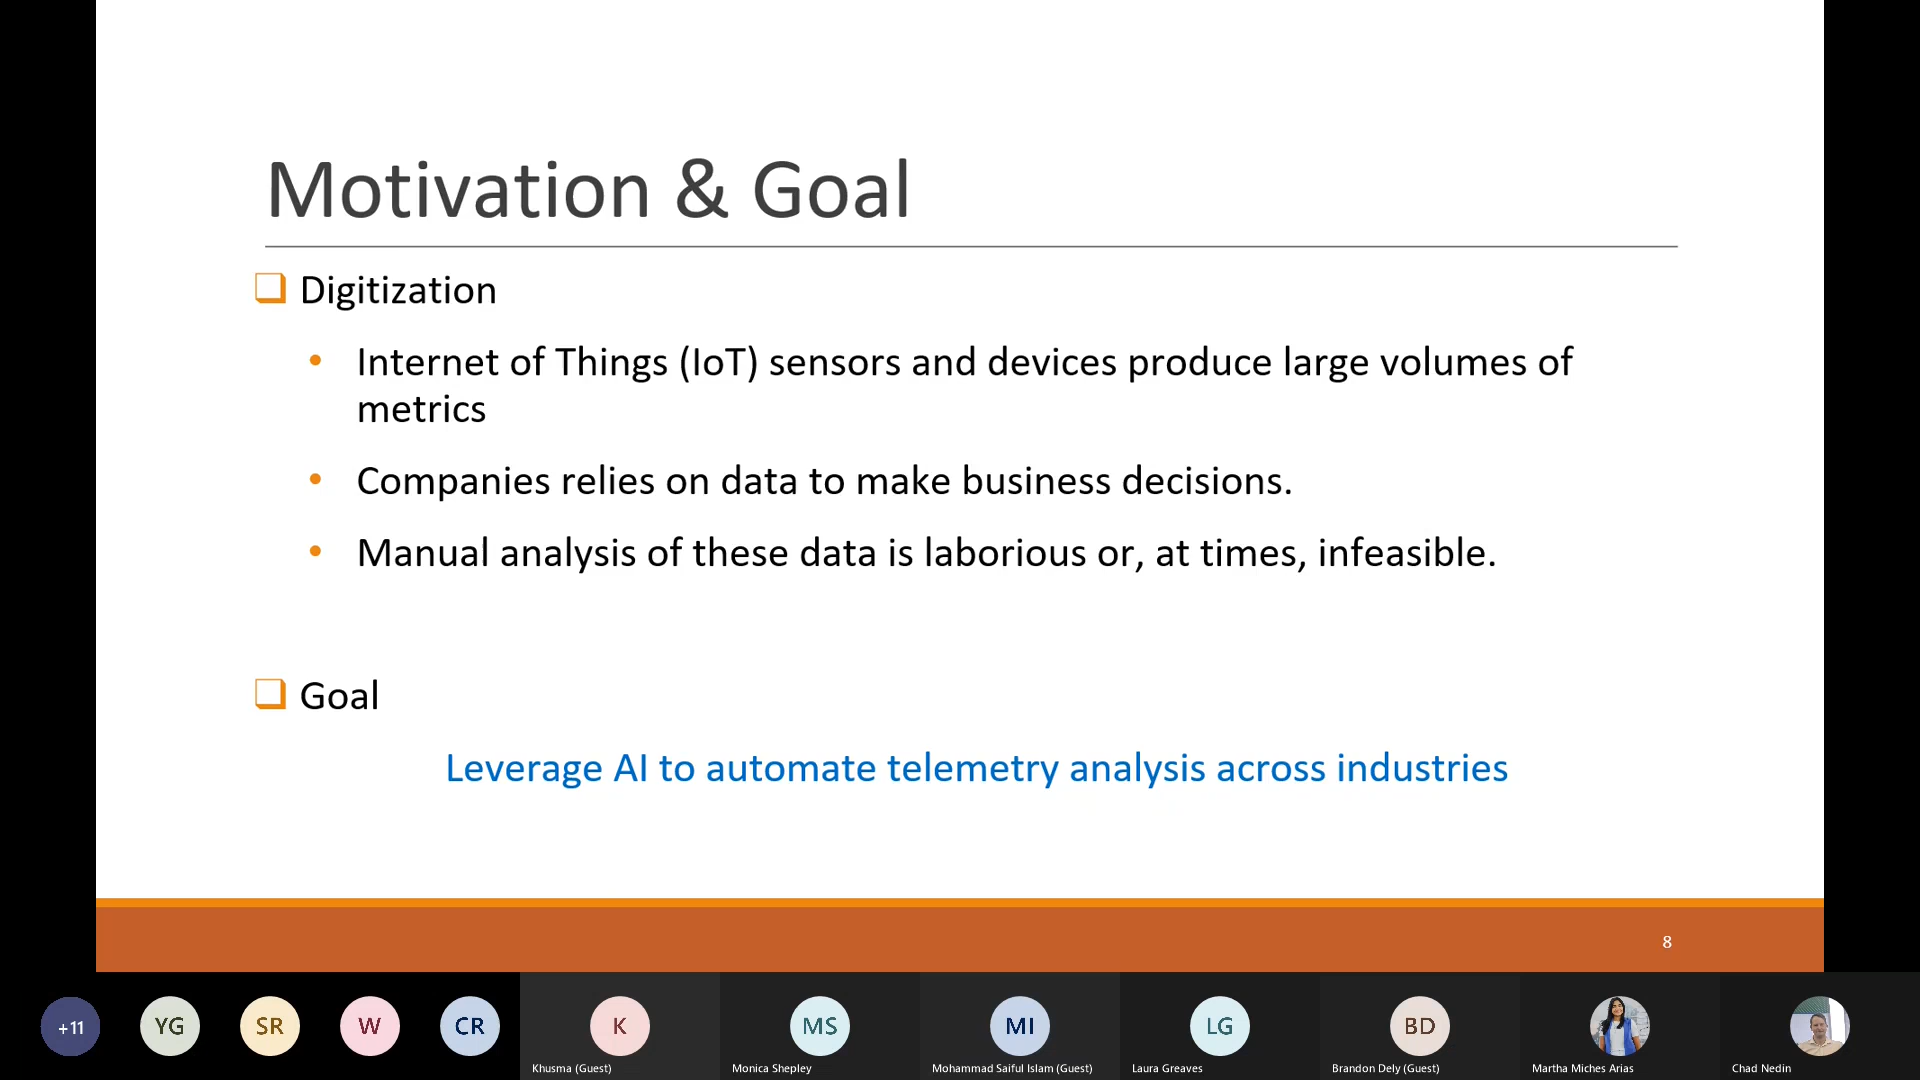 Motivation & Goal
Digitization
Internet of Things (IoT) sensors and devices produce large volumes of
metrics
Companies relies on data to make business decisions.
Manual analysis of these data is laborious or, at times, infeasible.
Goal
Leverage AI to automate telemetry analysis across industries
8
+11
YG
SR
W
CR
K
MS
MI
LG
BD
Khusma (Guest)
Monica Shepley
Mohammad Saiful Islam (Guest)
Laura Greaves
Brandon Dely (Guest)
Martha Miches Arias
Chad Nedin